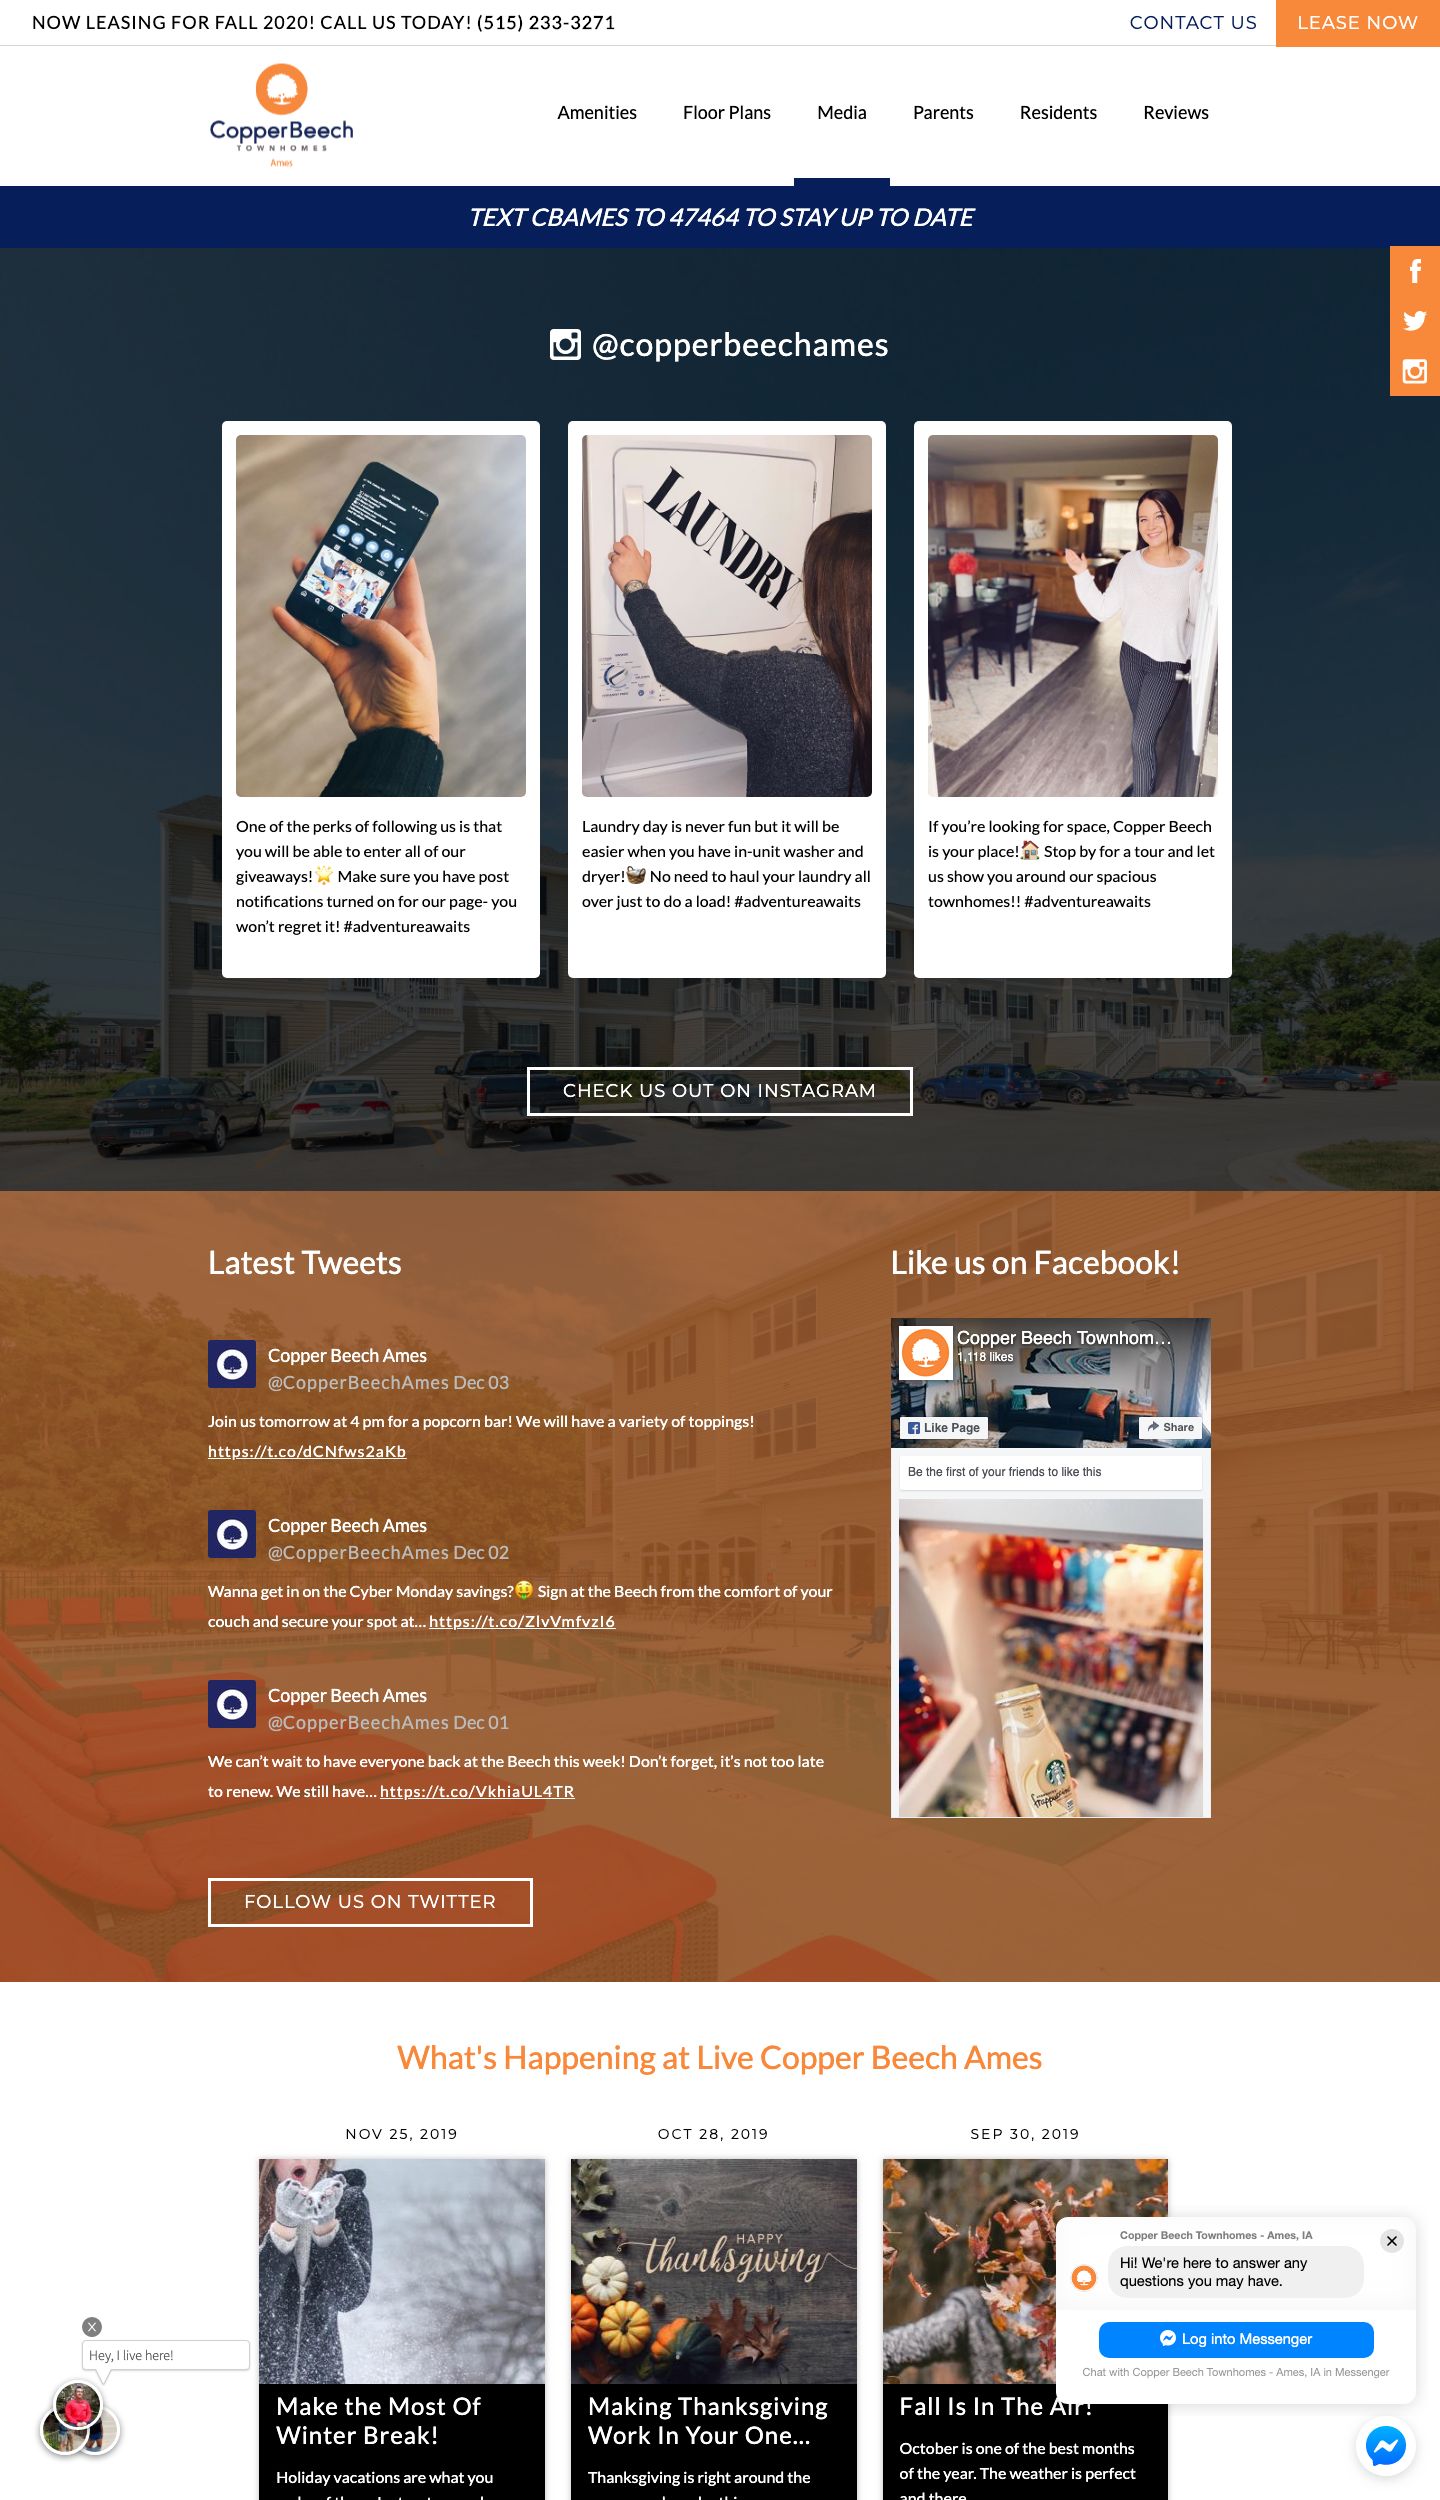 NOW LEASING FOR FALL 2020! CALL US TODAY! (515) 233-3271
CONTACT US
LEASE NOW
CopperBeech
TOWNHOMES
Ames
Amenities
Floor Plans
Media
Parents
Residents
Reviews
TEXT CBAMES TO 47464 TO STAY UP TO DATE
@copperbeechames
LAUNDRY
One of the perks of following us is that
you will be able to enter all of our
giveaways!🌟 Make sure you have post
notifications turned on for our page- you
won’t regret it! #adventureawaits
Laundry day is never fun but it will be
easier when you have in-unit washer and
dryer!🧺 No need to haul your laundry all
over just to do a load! #adventureawaits
If you’re looking for space, Copper Beech
is your place!🏠 Stop by for a tour and let
us show you around our spacious
townhomes!! #adventureawaits
CHECK US OUT ON INSTAGRAM
Latest Tweets
Copper Beech Ames
@CopperBeechAmes Dec 03
Join us tomorrow at 4 pm for a popcorn bar! We will have a variety of toppings!
https://t.co/dCNfws2aKb
Copper Beech Ames
@CopperBeechAmes Dec 02
Wanna get in on the Cyber Monday savings?🤑 Sign at the Beech from the comfort of your
couch and secure your spot at… https://t.co/ZlvVmfvzI6
Copper Beech Ames
@CopperBeechAmes Dec 01
We can’t wait to have everyone back at the Beech this week! Don’t forget, it’s not too late
to renew. We still have… https://t.co/VkhiaUL4TR
FOLLOW US ON TWITTER
Like us on Facebook!
Copper Beech Townhom…
1,118 likes
Like Page
Share
Be the first of your friends to like this
frappuccino
What's Happening at Live Copper Beech Ames
NOV 25, 2019
Make the Most Of
Winter Break!
Holiday vacations are what you
OCT 28, 2019
HAPPY
thanksgiving
Making Thanksgiving
Work In Your One...
Thanksgiving is right around the
SEP 30, 2019
Fall Is In The Air!
October is one of the best months
of the year. The weather is perfect
and there
X
Hey, I live here!
Copper Beech Townhomes - Ames, IA
Hi! We're here to answer any
questions you may have.
Log into Messenger
Chat with Copper Beech Townhomes - Ames, IA in Messenger